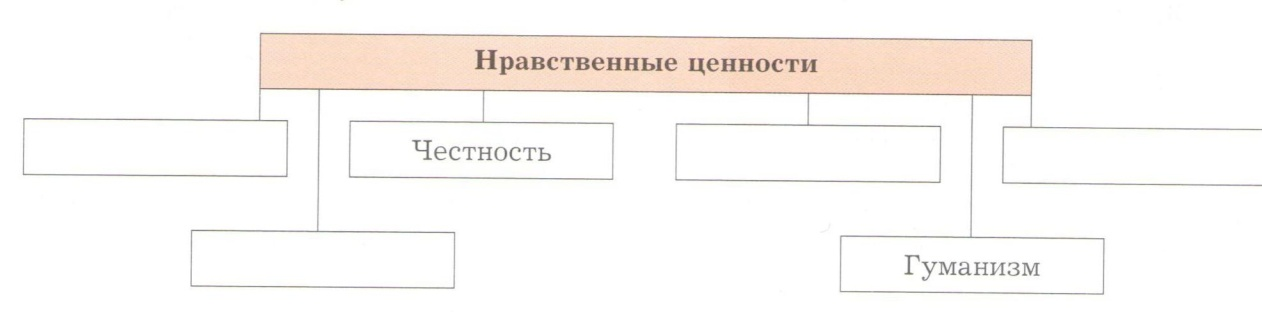 Нравственные ценности
Честность
Гуманизм